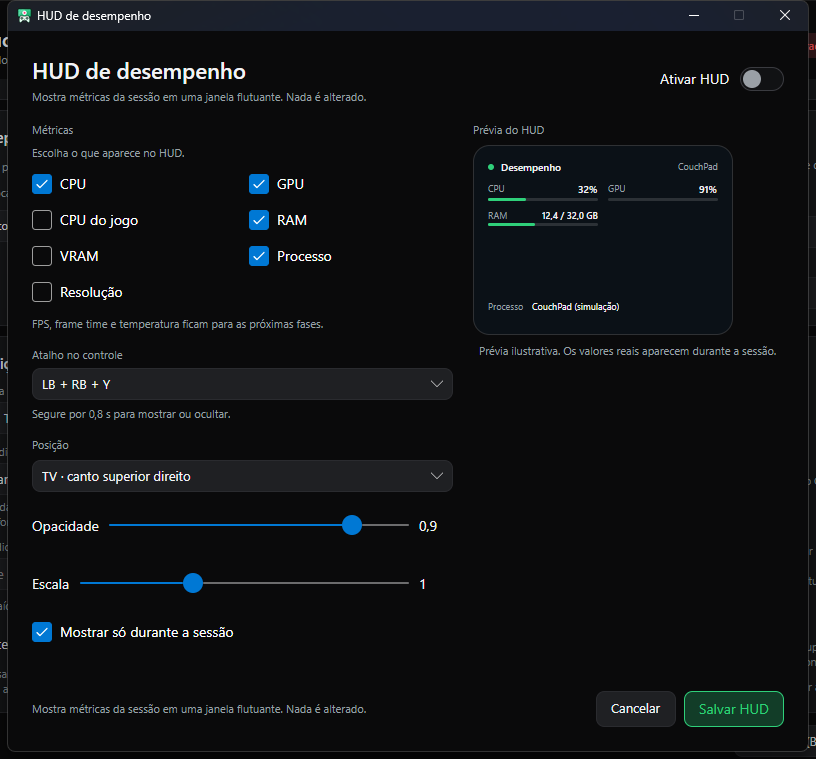 HUD de desempenho
HUD de desempenho
Ativar HUD
Mostra métricas da sessão em uma janela flutuante. Nada é alterado.
Métricas
Escolha o que aparece no HUD.
CPU
GPU
CPU do jogo
RAM
VRAM
Processo
Resolução
FPS, frame time e temperatura ficam para as próximas fases.
Atalho no controle
LB + RB + Y
Segure por 0,8 s para mostrar ou ocultar.
Posição
TV · canto superior direito
Opacidade 0,9
Escala 1
Mostrar só durante a sessão
Prévia do HUD
Desempenho CouchPad
CPU 32% GPU 91%
RAM 12,4 / 32,0 GB
Processo CouchPad (simulação)
Prévia ilustrativa. Os valores reais aparecem durante a sessão.
Mostra métricas da sessão em uma janela flutuante. Nada é alterado.
Cancelar
Salvar HUD